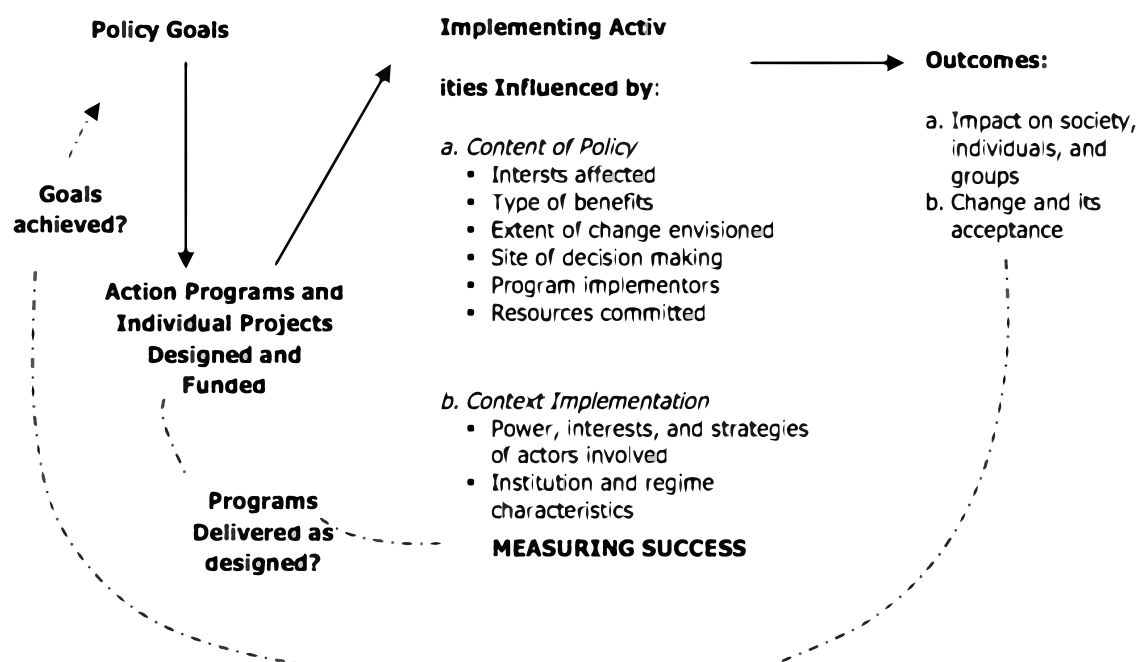 Policy Goals
Goals
achieved?
Action Programs and
Individual Projects
Designed and
Funded
Programs
Delivered as
designed?
Implementing Activ
ities Influenced by:
a. Content of Policy
▪ Intersts affected
▪ Type of benefits
▪ Extent of change envisioned
▪ Site of decision making
▪ Program implementors
▪ Resources committed
b. Context Implementation
▪ Power, interests, and strategies
of actors involved
▪ Institution and regime
characteristics
MEASURING SUCCESS
Outcomes:
a. Impact on society,
individuals, and
groups
b. Change and its
acceptance